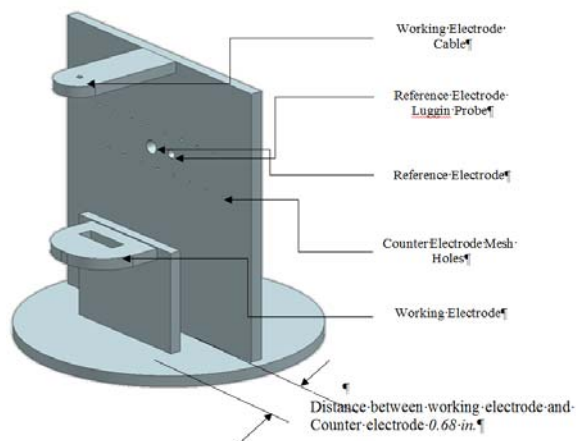 Working·Electrode·
Cable¶
Reference·Electrode·
Luggin·Probe¶
Reference·Electrode¶
Counter·Electrode·Mesh·
Holes¶
Working·Electrode¶
¶
Distance·between·working·electrode·and·
Counter·electrode·0.68·in.¶